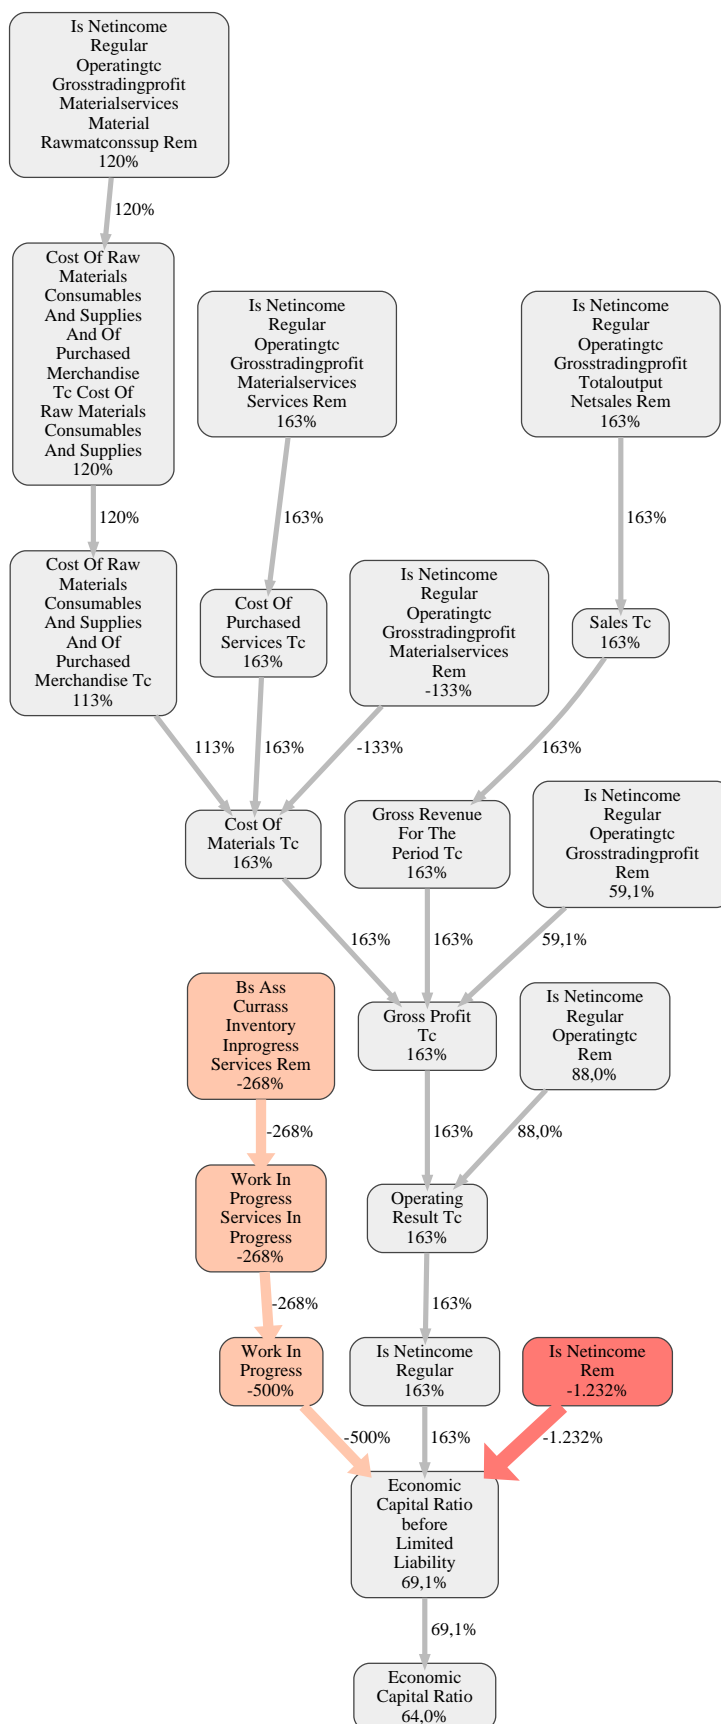 Is Netincome
Regular
Operatingtc
Grosstradingprofit
Materialservices
Material
Rawmatconssup Rem
120%
120%
Cost Of Raw
Materials
Consumables
And Supplies
And Of
Purchased
Merchandise
Tc Cost Of
Raw Materials
Consumables
And Supplies
120%
Is Netincome
Regular
Operatingtc
Grosstradingprofit
Materialservices
Services Rem
163%
Is Netincome
Regular
Operatingtc
Grosstradingprofit
Totaloutput
Netsales Rem
163%
120%
163%
163%
Cost Of Raw
Materials
Consumables
And Supplies
And Of
Purchased
Merchandise Tc
113%
Cost Of
Purchased
Services Tc
163%
Is Netincome
Regular
Operatingtc
Grosstradingprofit
Materialservices
Rem
-133%
Sales Tc
163%
113%
163%
-133%
163%
Cost Of
Materials Tc
163%
Gross Revenue
For The
Period Tc
163%
Is Netincome
Regular
Operatingtc
Grosstradingprofit
Rem
59,1%
163%
163%
59,1%
Bs Ass
Currass
Inventory
Inprogress
Services Rem
-268%
Gross Profit
Tc
163%
Is Netincome
Regular
Operatingtc
Rem
88,0%
-268%
163%
88,0%
Work In
Progress
Services In
Progress
-268%
Operating
Result Tc
163%
-268%
163%
Work In
Progress
-500%
Is Netincome
Regular
163%
Is Netincome
Rem
-1.232%
-500%
163%
-1.232%
Economic
Capital Ratio
before
Limited
Liability
69,1%
69,1%
Economic
Capital Ratio
64,0%